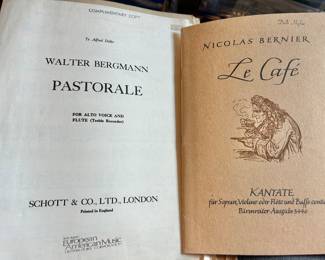 COMPLIMENTARY COPY
To Alfred Deller
WALTER BERGMANN
PASTORALE
FOR ALTO VOICE AND
FLUTE (Treble Recorder)
SCHOTT & CO., LTD., LONDON
Printed in England
European
American Music
NICOLAS BERNIER
Le Café
KANTATE
für Sopran, Violine oder Flöte und Basso continuo
Bärenreiter-Ausgabe 3440